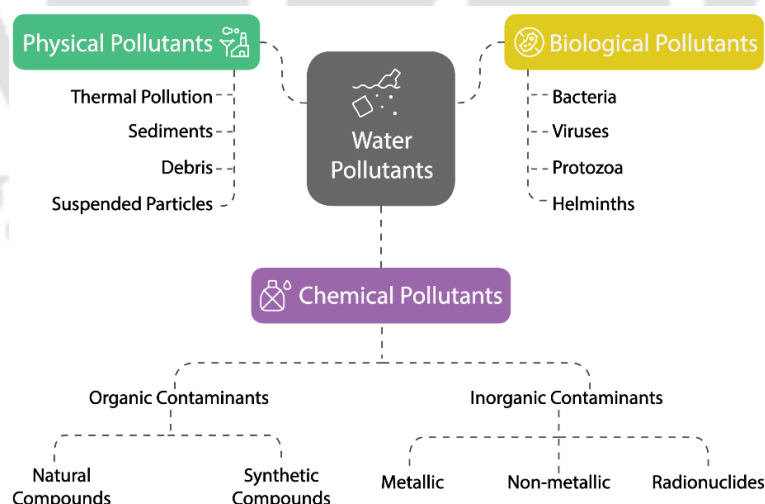 Physical Pollutants
Thermal Pollution
Sediments
Debris
Suspended Particles
Water
Pollutants
Biological Pollutants
Bacteria
Viruses
Protozoa
Helminths
Chemical Pollutants
Organic Contaminants
Inorganic Contaminants
Natural
Compounds
Synthetic
Compounds
Metallic
Non-metallic
Radionuclides